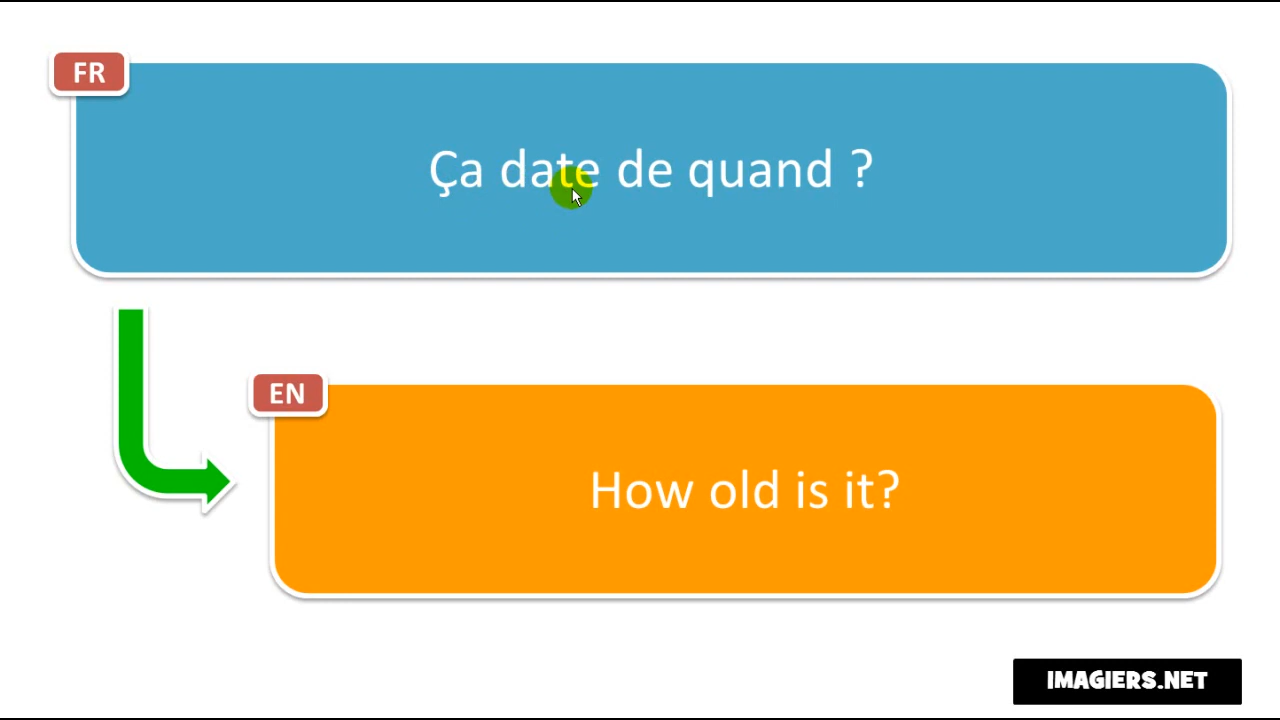 FR
Ça date de quand ?
EN
How old is it?
IMAGIERS.NET